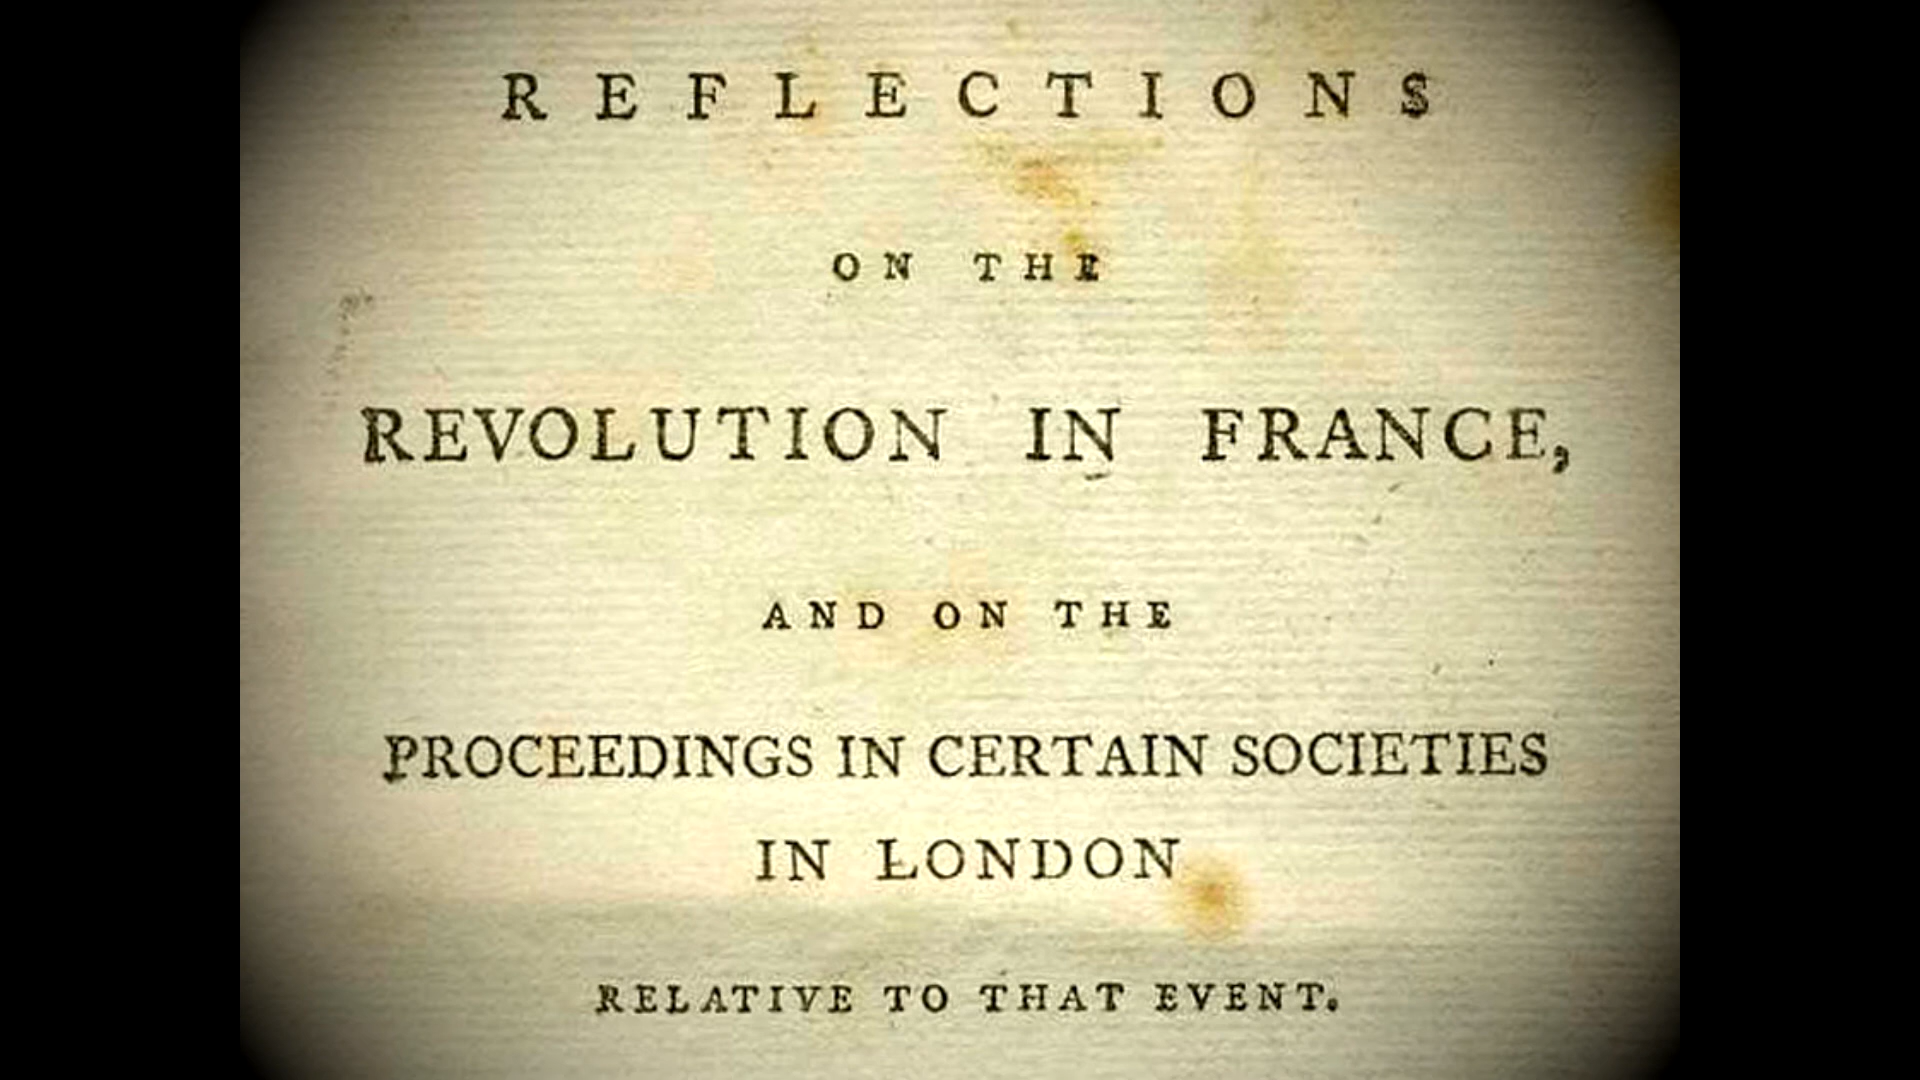 REFLECTIONS
ON THE
REVOLUTION IN FRANCE,
AND ON THE
PROCEEDINGS IN CERTAIN SOCIETIES
IN LONDON
RELATIVE TO THAT EVENT.